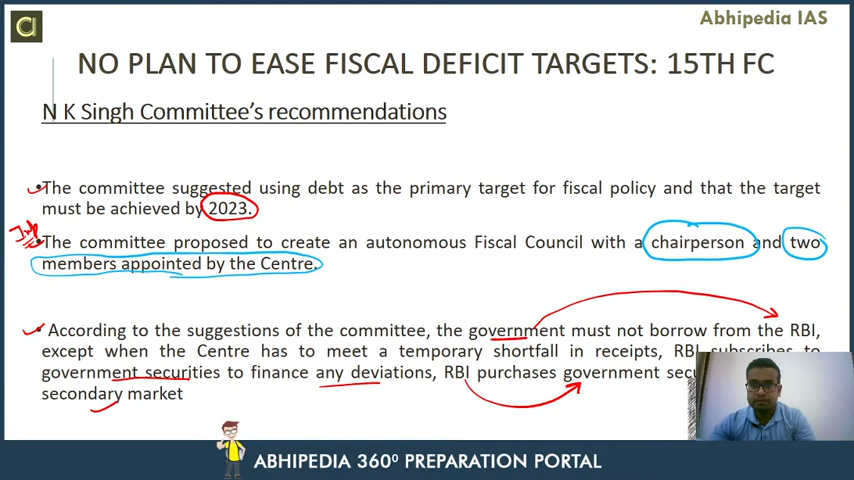 Abhipedia IAS
NO PLAN TO EASE FISCAL DEFICIT TARGETS: 15TH FC
N K Singh Committee's recommendations
•The committee suggested using debt as the primary target for fiscal policy and that the target
must be achieved by 2023.
Imp
•The committee proposed to create an autonomous Fiscal Council with a chairperson and two
members appointed by the Centre.
• According to the suggestions of the committee, the government must not borrow from the RBI,
except when the Centre has to meet a temporary shortfall in receipts, RBI subscribes to
government securities to finance any deviations, RBI purchases government
secondary market
ABHIPEDIA 360⁰ PREPARATION PORTAL